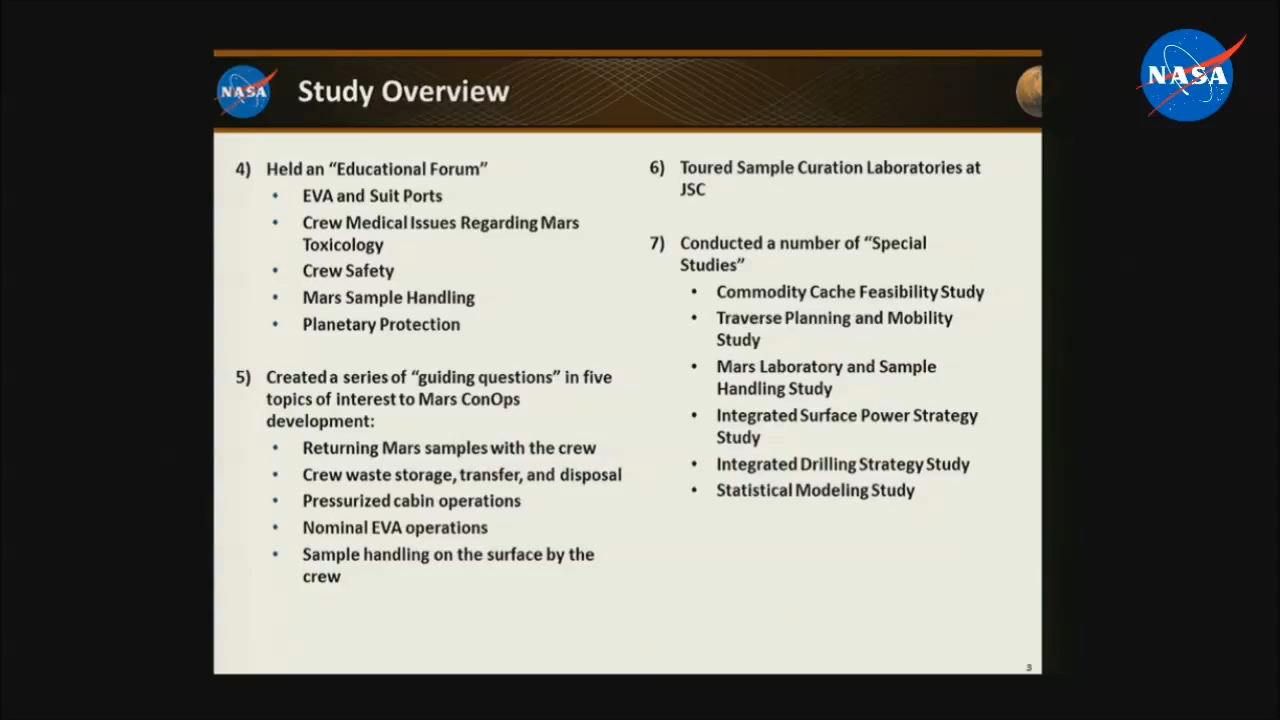 NASA
NASA
Study Overview
4) Held an “Educational Forum”
• EVA and Suit Ports
• Crew Medical Issues Regarding Mars
Toxicology
• Crew Safety
• Mars Sample Handling
• Planetary Protection
5) Created a series of “guiding questions” in five
topics of interest to Mars ConOps
development:
• Returning Mars samples with the crew
• Crew waste storage, transfer, and disposal
• Pressurized cabin operations
• Nominal EVA operations
• Sample handling on the surface by the
crew
6) Toured Sample Curation Laboratories at
JSC
7) Conducted a number of “Special
Studies”
• Commodity Cache Feasibility Study
• Traverse Planning and Mobility
Study
• Mars Laboratory and Sample
Handling Study
• Integrated Surface Power Strategy
Study
• Integrated Drilling Strategy Study
• Statistical Modeling Study
3